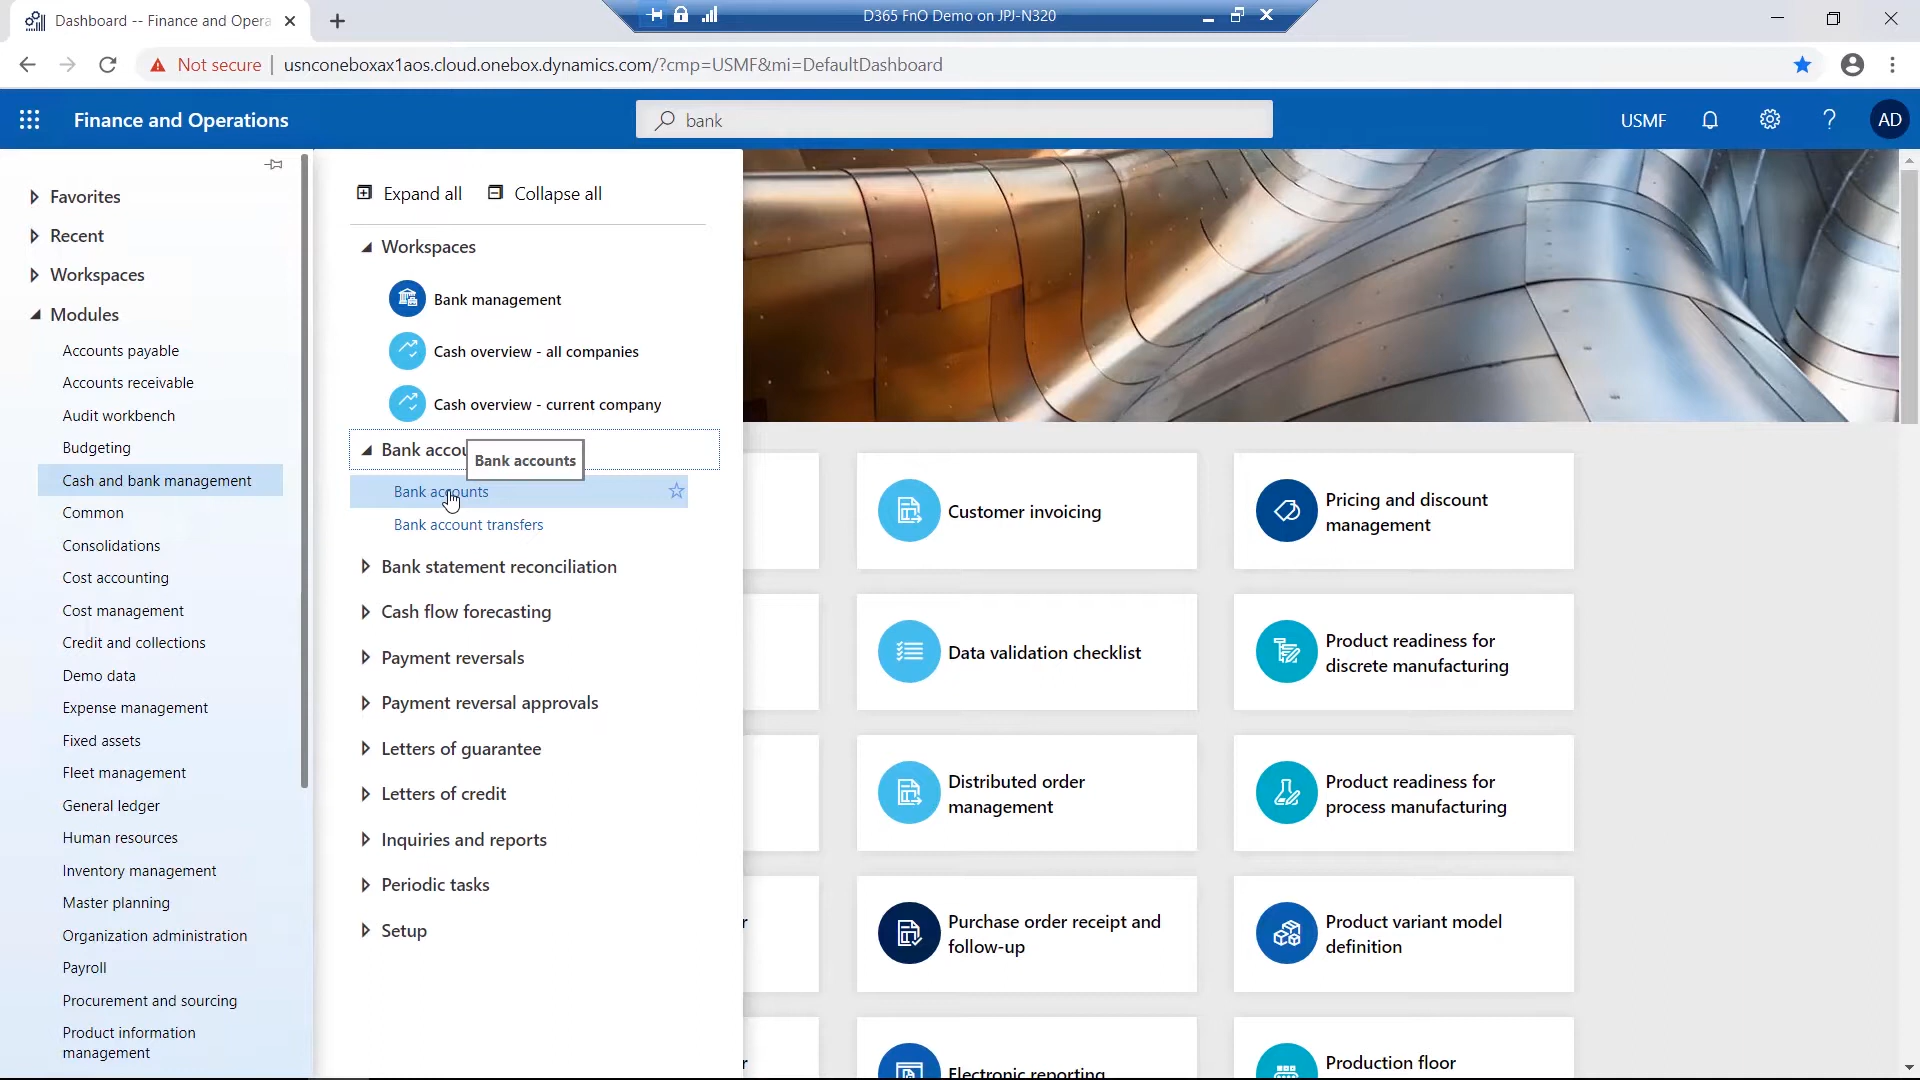 Dashboard -- Finance and Opera
D365 FnO Demo on JPJ-N320
Not secure
usnconeboxax1aos.cloud.onebox.dynamics.com/?cmp=USMF&mi=DefaultDashboard
Finance and Operations
bank
USMF
AD
Favorites
Recent
Workspaces
Modules
Accounts payable
Accounts receivable
Audit workbench
Budgeting
Cash and bank management
Common
Consolidations
Cost accounting
Cost management
Credit and collections
Demo data
Expense management
Fixed assets
Fleet management
General ledger
Human resources
Inventory management
Master planning
Organization administration
Payroll
Procurement and sourcing
Product information
management
Expand all
Collapse all
Workspaces
Bank management
Cash overview - all companies
Cash overview - current company
Bank accou
Bank accounts
Bank accounts
Bank account transfers
Bank statement reconciliation
Cash flow forecasting
Payment reversals
Payment reversal approvals
Letters of guarantee
Letters of credit
Inquiries and reports
Periodic tasks
Setup
Customer invoicing
Pricing and discount
management
Data validation checklist
Product readiness for
discrete manufacturing
Distributed order
management
Product readiness for
process manufacturing
r
Purchase order receipt and
follow-up
Product variant model
definition
r
Electronic reporting
Production floor